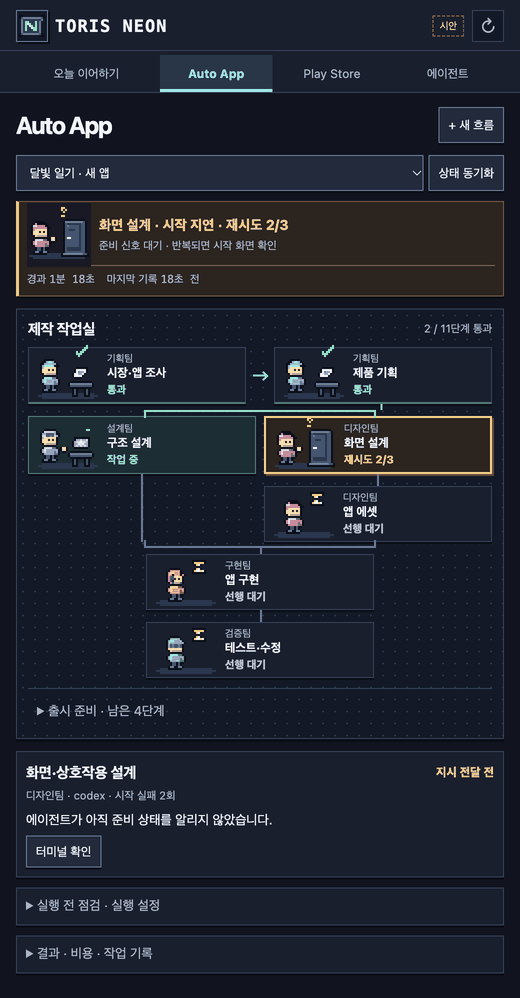 TORIS NEON
시안
오늘 이어하기
Auto App
Play Store
에이전트
Auto App
+ 새 흐름
달빛 일기 · 새 앱
상태 동기화
화면 설계 · 시작 지연 · 재시도 2/3
준비 신호 대기 · 반복되면 시작 화면 확인
경과 1분 18초 마지막 기록 18초 전
제작 작업실
2 / 11단계 통과
기획팀
시장·앱 조사
통과
기획팀
제품 기획
통과
설계팀
구조 설계
작업 중
디자인팀
화면 설계
재시도 2/3
디자인팀
앱 에셋
선행 대기
구현팀
앱 구현
선행 대기
검증팀
테스트·수정
선행 대기
▶ 출시 준비 · 남은 4단계
화면·상호작용 설계
지시 전달 전
디자인팀 · codex · 시작 실패 2회
에이전트가 아직 준비 상태를 알리지 않았습니다.
터미널 확인
▶ 실행 전 점검 · 실행 설정
▶ 결과 · 비용 · 작업 기록